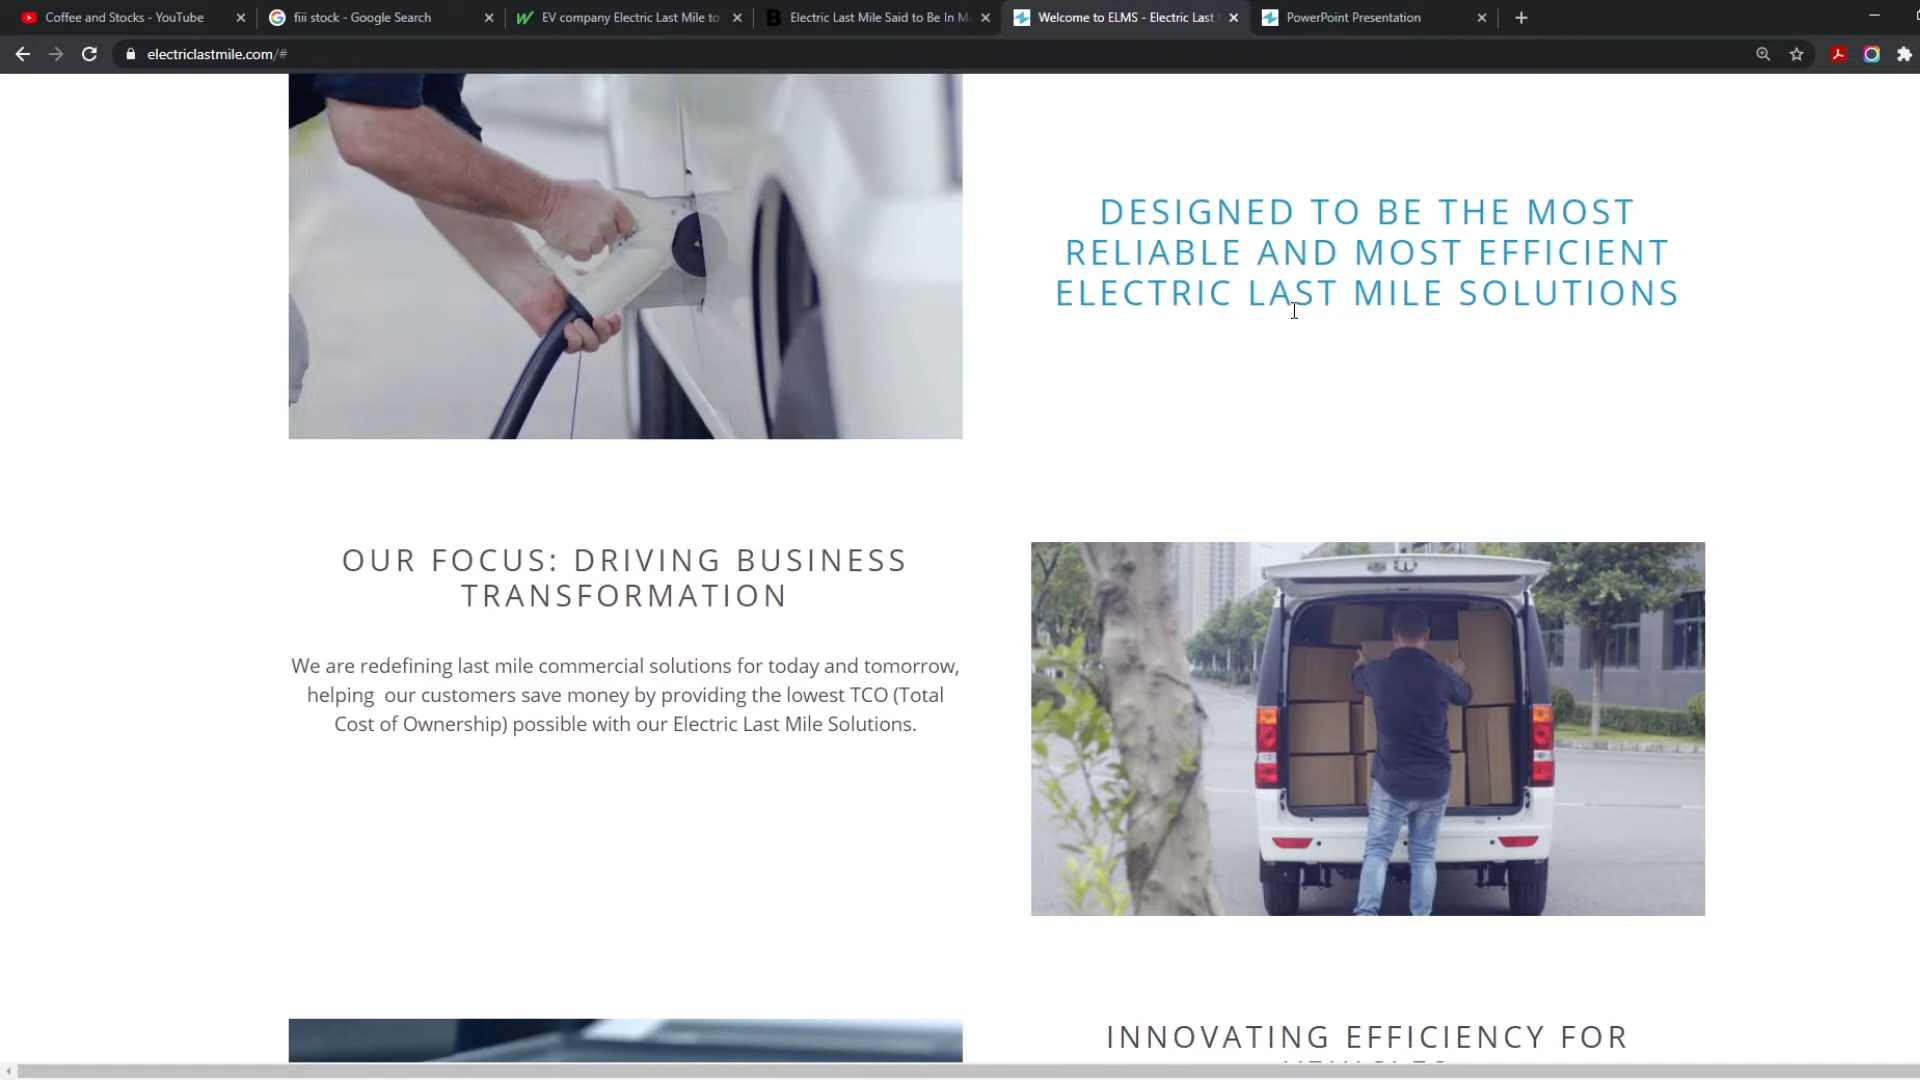 Coffee and Stocks - YouTube
fiii stock - Google Search
EV company Electric Last Mile to
Electric Last Mile Said to Be In M
Welcome to ELMS - Electric Last
PowerPoint Presentation
electriclastmile.com/#
DESIGNED TO BE THE MOST
RELIABLE AND MOST EFFICIENT
ELECTRIC LAST MILE SOLUTIONS
OUR FOCUS: DRIVING BUSINESS
TRANSFORMATION
We are redefining last mile commercial solutions for today and tomorrow,
helping our customers save money by providing the lowest TCO (Total
Cost of Ownership) possible with our Electric Last Mile Solutions.
INNOVATING EFFICIENCY FOR